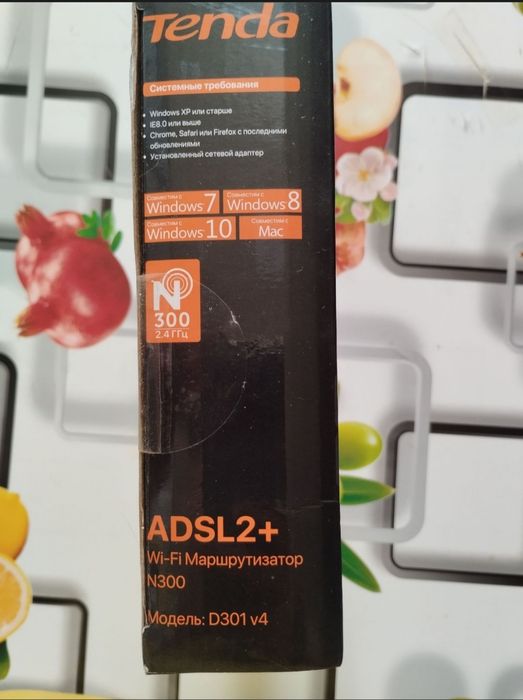 Tenda
Системные требования
• Windows XP или старше
• IE8.0 или выше
• Chrome, Safari или Firefox с последними
обновлениями
• Установленный сетевой адаптер
Совместим с
Windows 7
Совместим с
Windows 8
Совместим с
Windows 10
Совместим с
Mac
N
300
2.4 ГГц
ADSL2+
Wi-Fi Маршрутизатор
N300
Модель: D301 v4